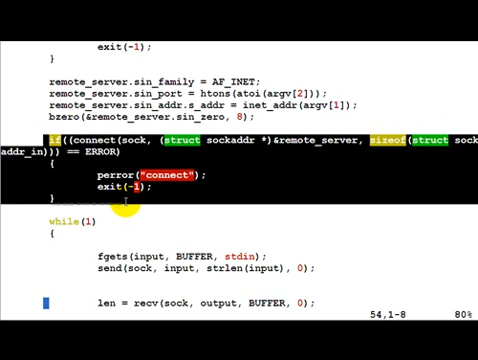 exit(-1);
}
remote_server.sin_family = AF_INET;
remote_server.sin_port = htons(atoi(argv[2]));
remote_server.sin_addr.s_addr = inet_addr(argv[1]);
bzero(&remote_server.sin_zero, 8);
if((connect(sock, (struct sockaddr *)&remote_server, sizeof(struct sock
addr_in))) == ERROR)
{
perror("connect");
exit(-1);
}
while(1)
{
fgets(input, BUFFER, stdin);
send(sock, input, strlen(input), 0);
len = recv(sock, output, BUFFER, 0);
54,1-8 80%